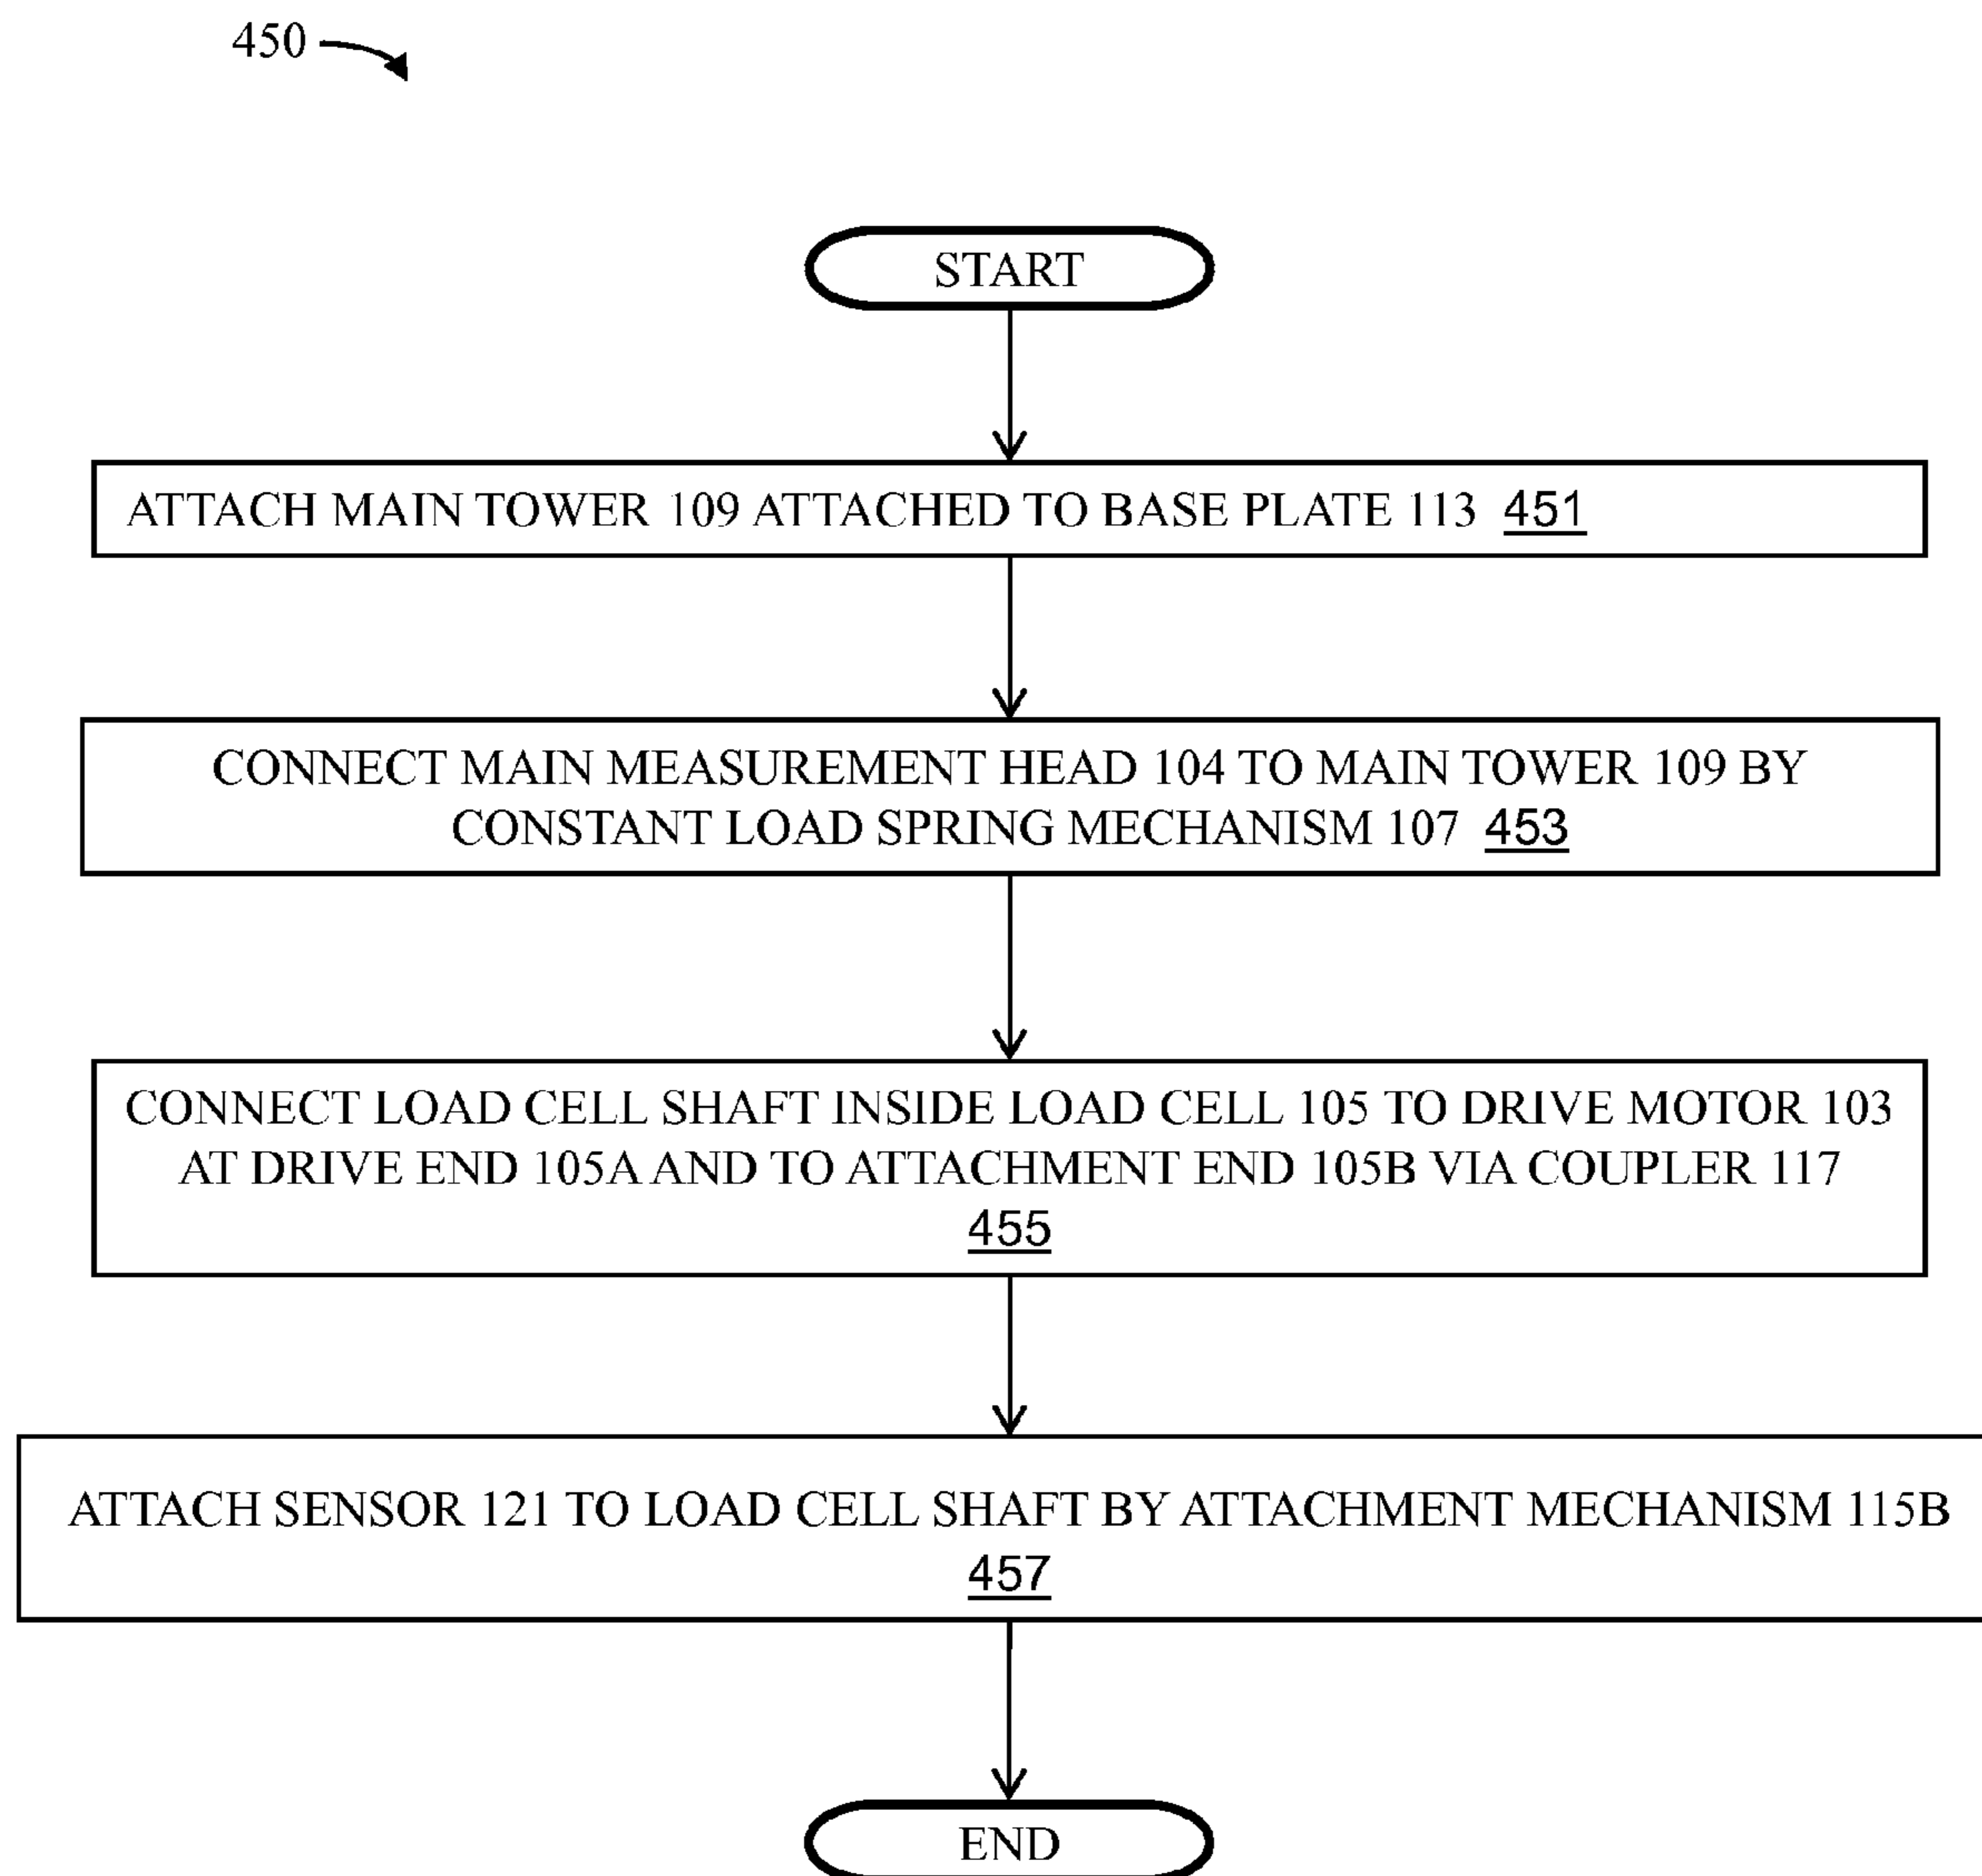 450
START
ATTACH MAIN TOWER 109 ATTACHED TO BASE PLATE 113 451
CONNECT MAIN MEASUREMENT HEAD 104 TO MAIN TOWER 109 BY
CONSTANT LOAD SPRING MECHANISM 107 453
CONNECT LOAD CELL SHAFT INSIDE LOAD CELL 105 TO DRIVE MOTOR 103
AT DRIVE END 105A AND TO ATTACHMENT END 105B VIA COUPLER 117
455
ATTACH SENSOR 121 TO LOAD CELL SHAFT BY ATTACHMENT MECHANISM 115B
457
END